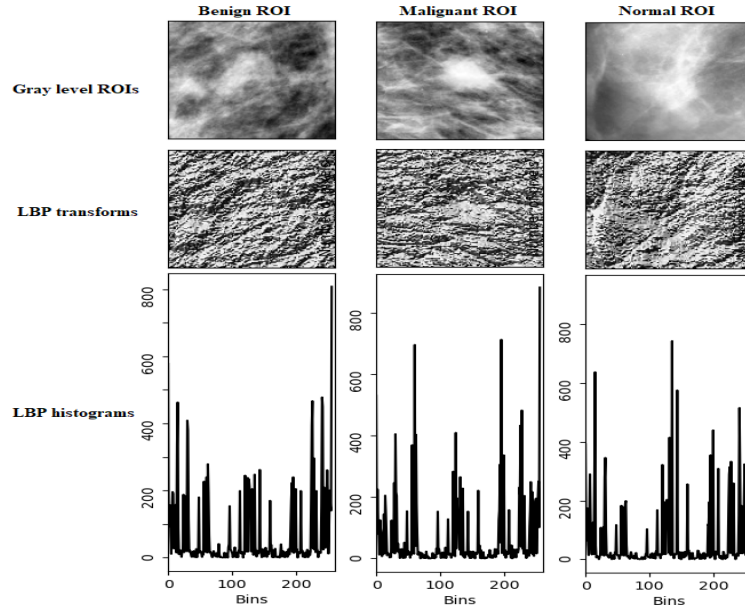 Benign ROI Malignant ROI Normal ROI
Gray level ROIs
LBP transforms
LBP histograms
800
600
400
200
0
0 100 200
Bins
800
600
400
200
0
0 100 200
Bins
800
600
400
200
0
0 100 200
Bins